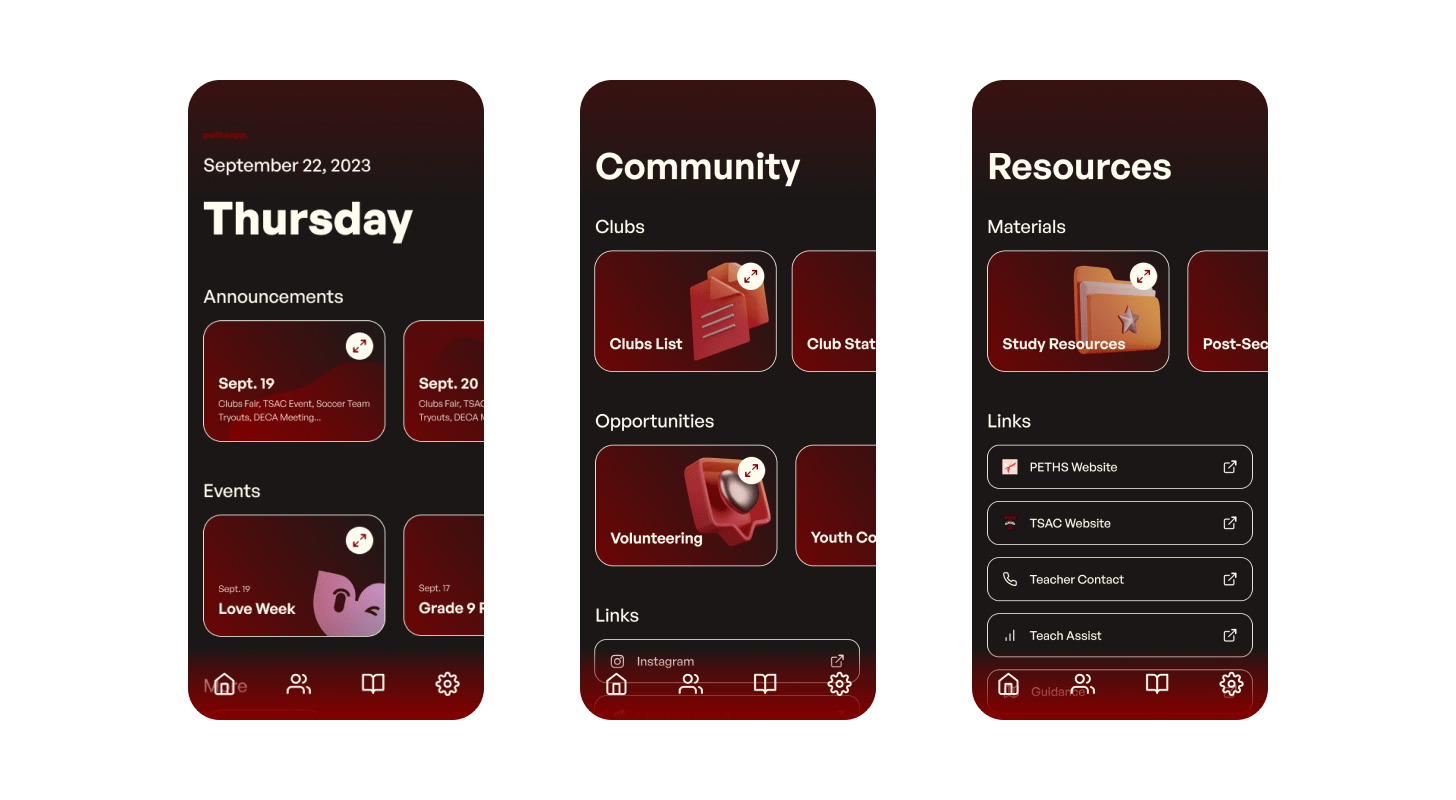 September 22, 2023
Thursday
Announcements
Sept. 19
Clubs Fair, TSAC Event, Soccer Team
Tryouts, DECA Meeting...
Sept. 20
Clubs Fair, TSAC
Tryouts, DECA M
Events
Sept. 19
Love Week
Sept. 17
Grade 9 P
More
Community
Clubs
Clubs List
Club Stat
Opportunities
Volunteering
Youth Co
Links
Instagram
Resources
Materials
Study Resources
Post-Sec
Links
PETHS Website
TSAC Website
Teacher Contact
Teach Assist
Guidance